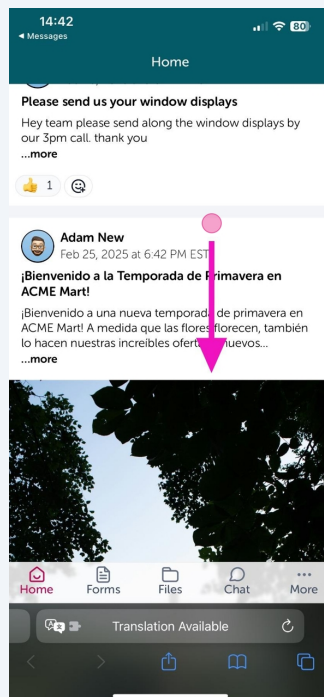 14:42
80
◄ Messages
Home
Please send us your window displays
Hey team please send along the window displays by
our 3pm call. thank you
...more
1
Adam New
Feb 25, 2025 at 6:42 PM EST
¡Bienvenido a la Temporada de Primavera en
ACME Mart!
¡Bienvenido a una nueva temporada de primavera en
ACME Mart! A medida que las flores florecen, también
lo hacen nuestras increíbles nuevos...
...more
Home
Forms
Files
Chat
More
Translation Available